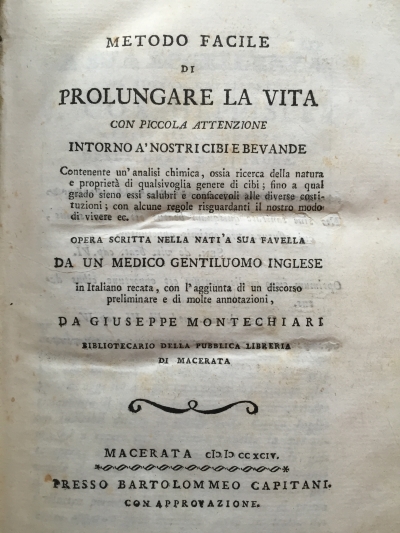 METODO FACILE
DI
PROLUNGARE LA VITA
CON PICCOLA ATTENZIONE
INTORNO A' NOSTRI CIBI E BEVANDE
Contenente un' analisi chimica, ossia ricerca della natura
e proprietà di qualsivoglia genere di cibi; fino a qual
grado sieno essi salubri e confacevoli alle diverse costi-
tuzioni; con alcune regole risguardanti il nostro modo
di vivere ec.
OPERA SCRITTA NELLA NATI'A SUA FAVELLA
DA UN MEDICO GENTILUOMO INGLESE
in Italiano recata, con l'aggiunta di un discorso
preliminare e di molte annotazioni,
DA GIUSEPPE MONTECHIARI
BIBLIOTECARIO DELLA PUBBLICA LIBRERIA
DI MACERATA
MACERATA cIɔ Iɔ CCXCIV.
PRESSO BARTOLOMMEO CAPITANI.
CON APPROVAZIONE.